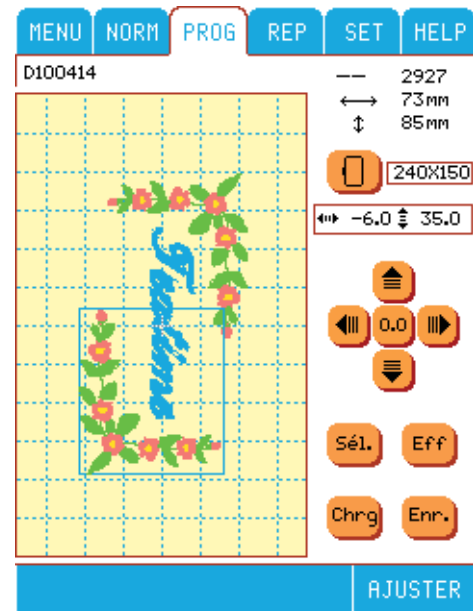 MENU NORM PROG REP SET HELP
D100414
-- 2927
↔ 73MM
↕ 85MM
240X150
-6.0 35.0
0.0
Sél. Eff
Chrg Enr.
AJUSTER